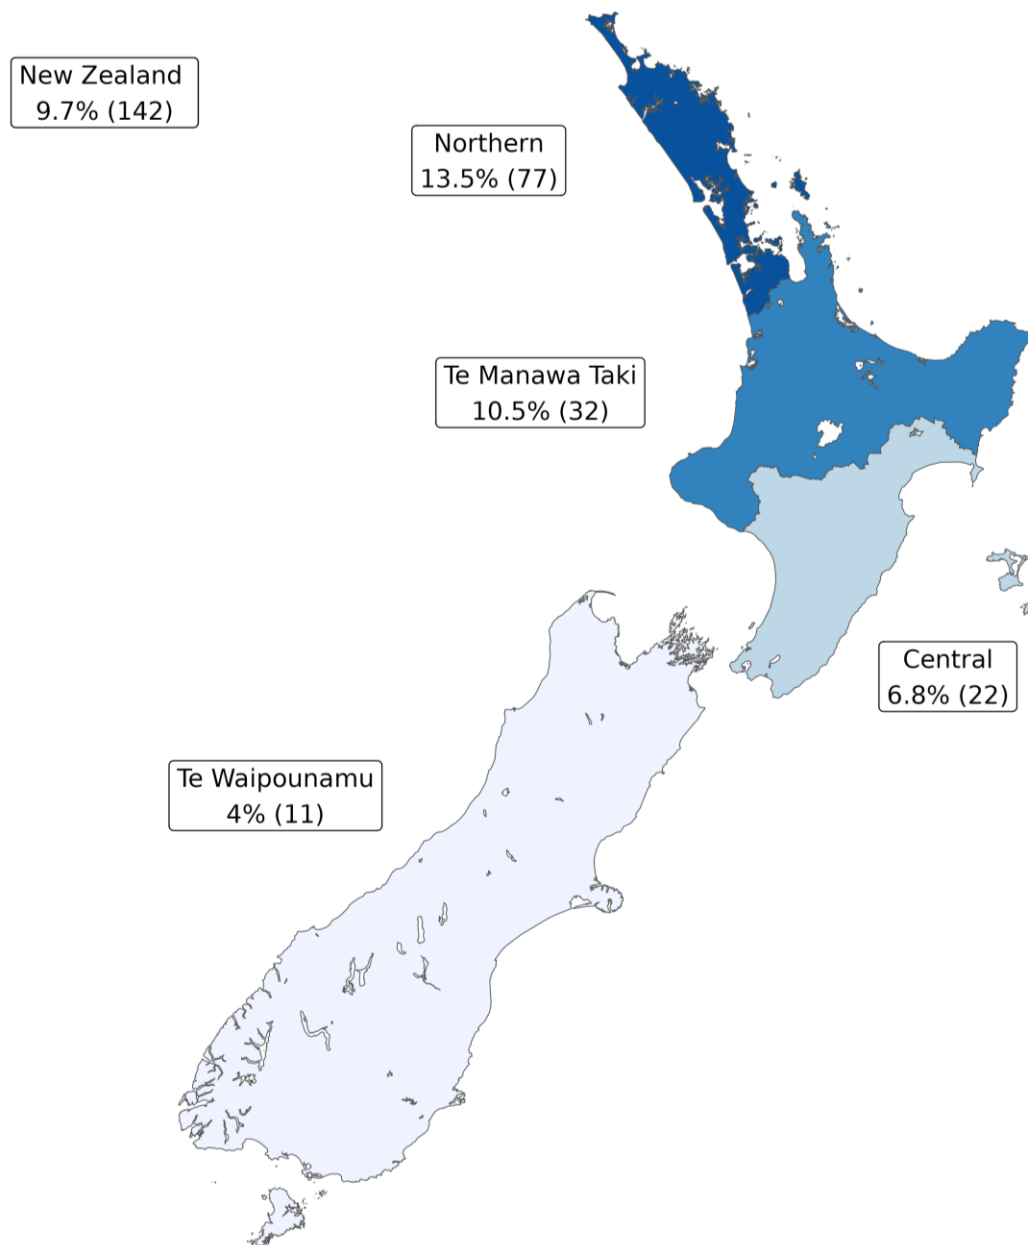 New Zealand
9.7% (142)
Northern
13.5% (77)
Te Manawa Taki
10.5% (32)
Central
6.8% (22)
Te Waipounamu
4% (11)